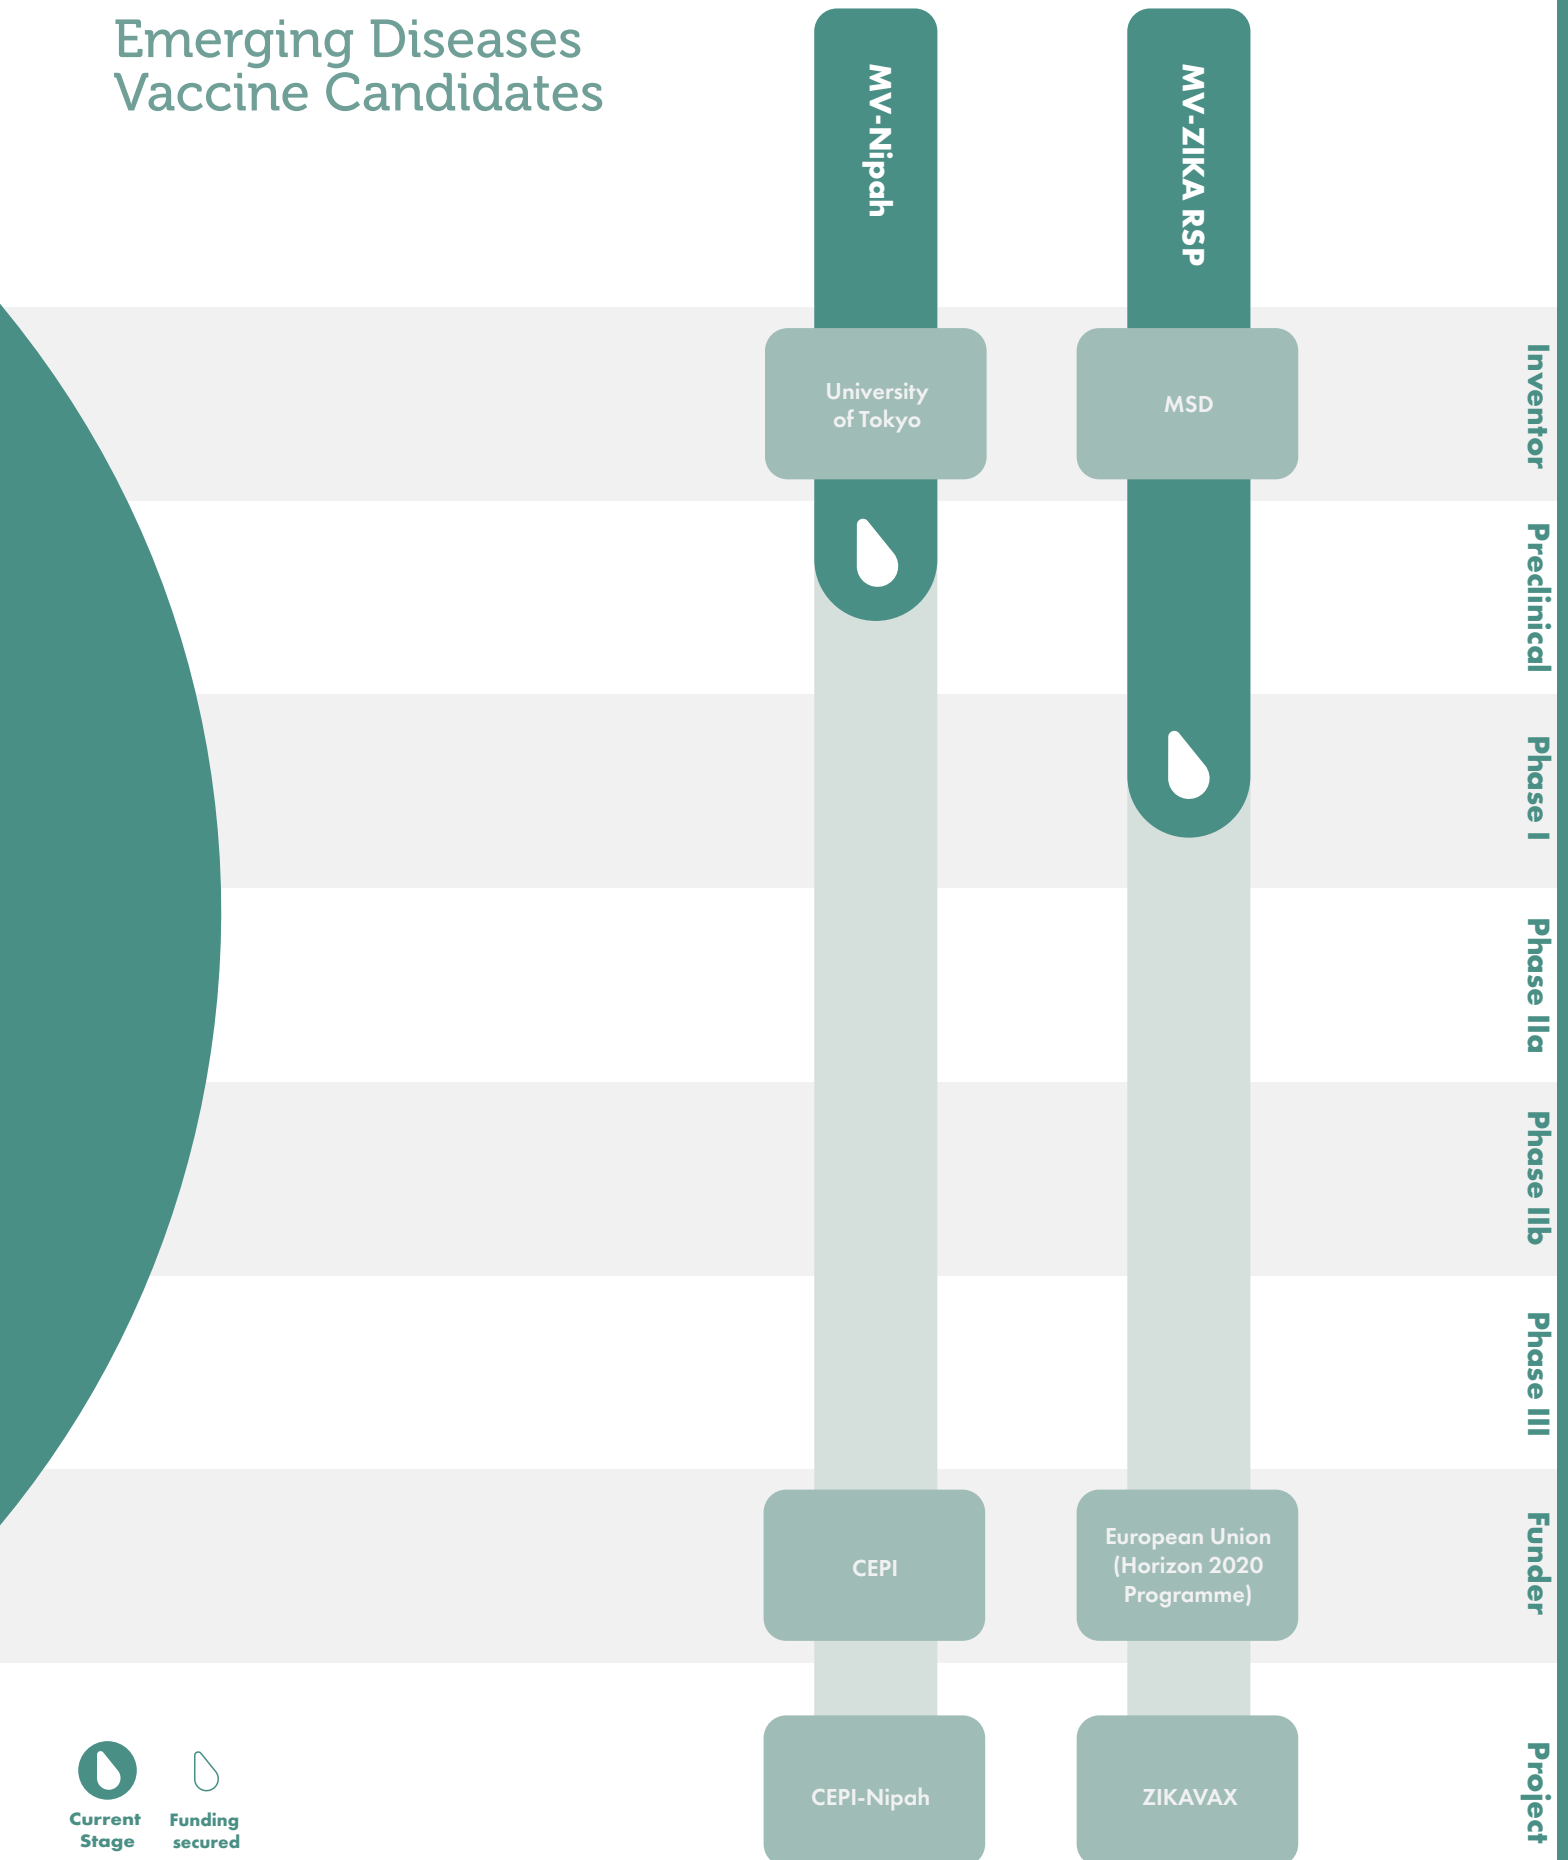 Emerging Diseases
Vaccine Candidates
MV-Nipah
MV-ZIKA RSP
Inventor
University
of Tokyo
MSD
Preclinical
Phase I
Phase IIa
Phase IIb
Phase III
Funder
CEPI
European Union
(Horizon 2020
Programme)
Project
CEPI-Nipah
ZIKAVAX
Current
Stage
Funding
secured